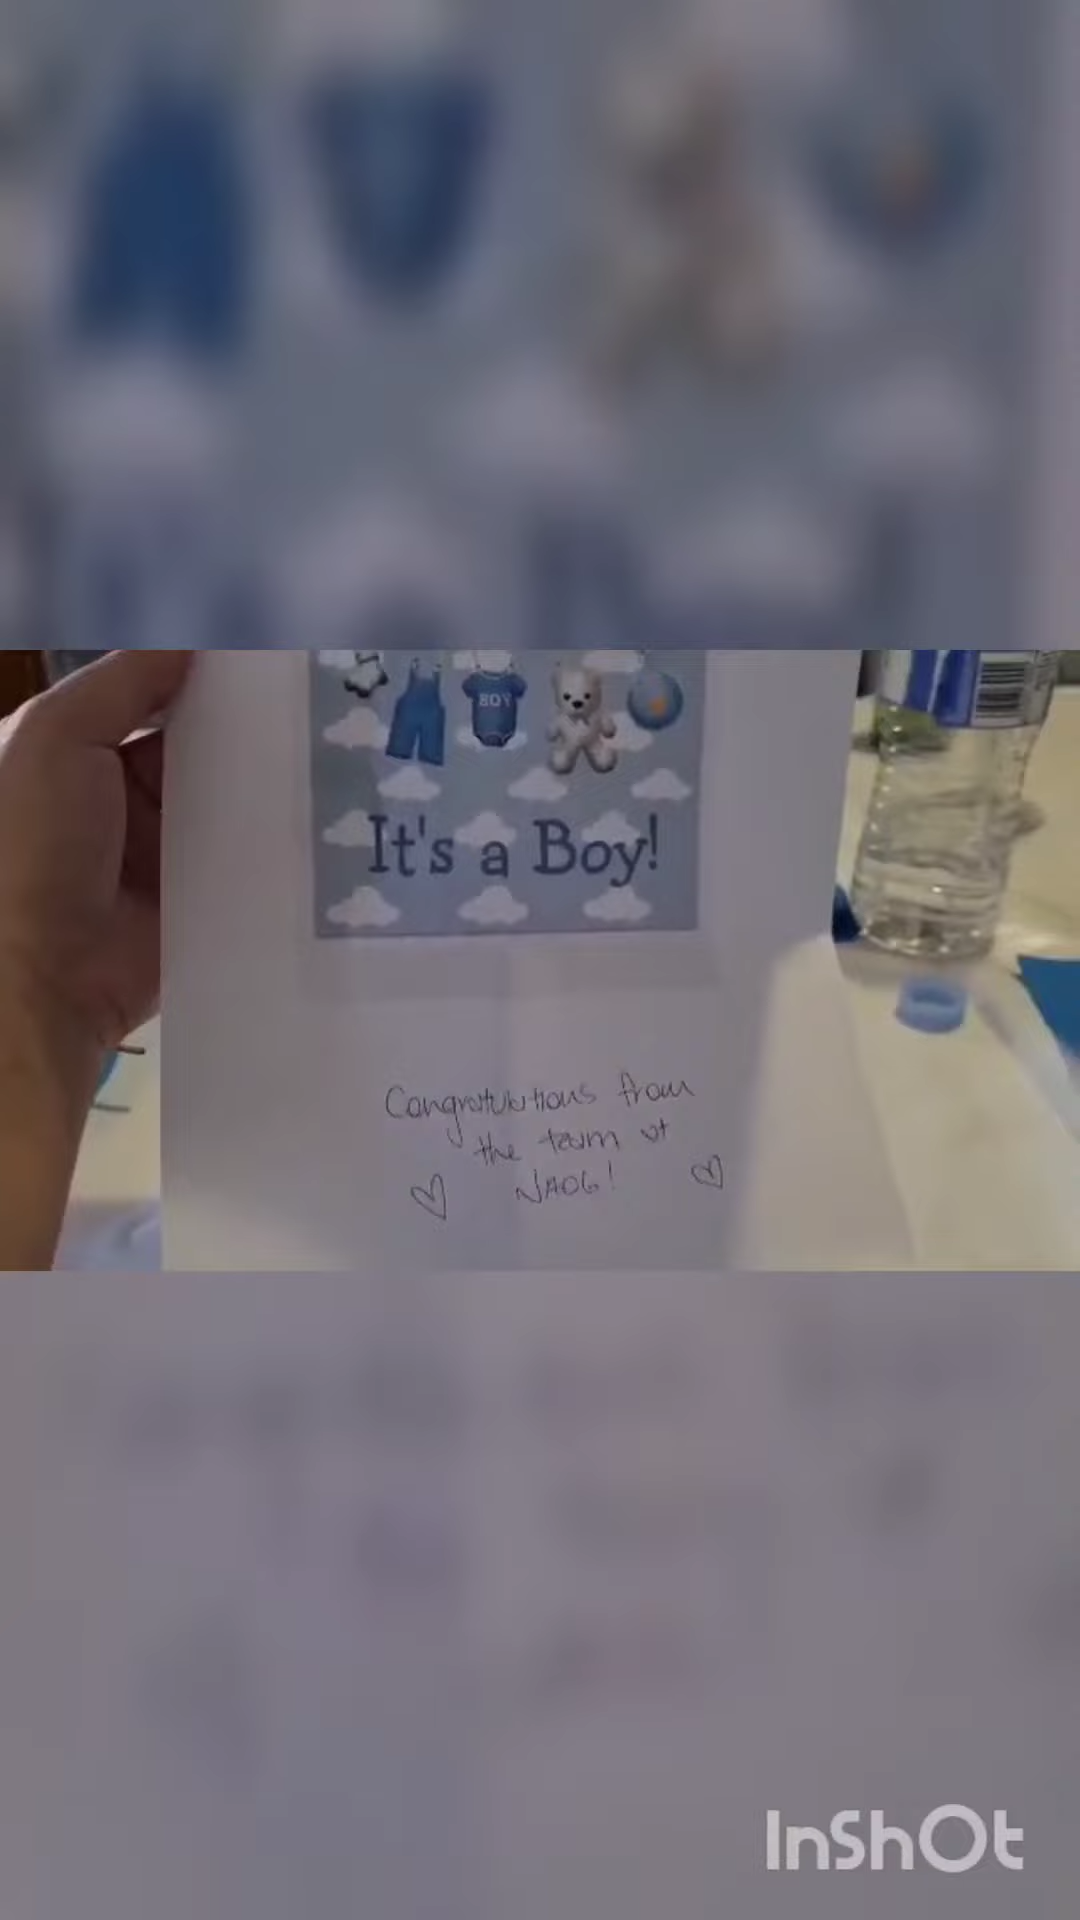 BOY
It's a Boy!
Congratulations from
the team at
NAOG!
InShOt